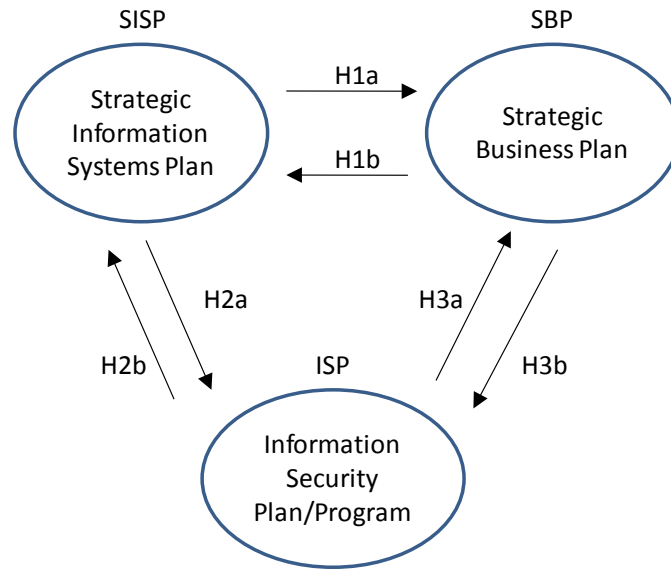 SISP
SBP
Strategic
Information
Systems Plan
H1a
H1b
Strategic
Business Plan
H2a
H2b
H3a
H3b
ISP
Information
Security
Plan/Program